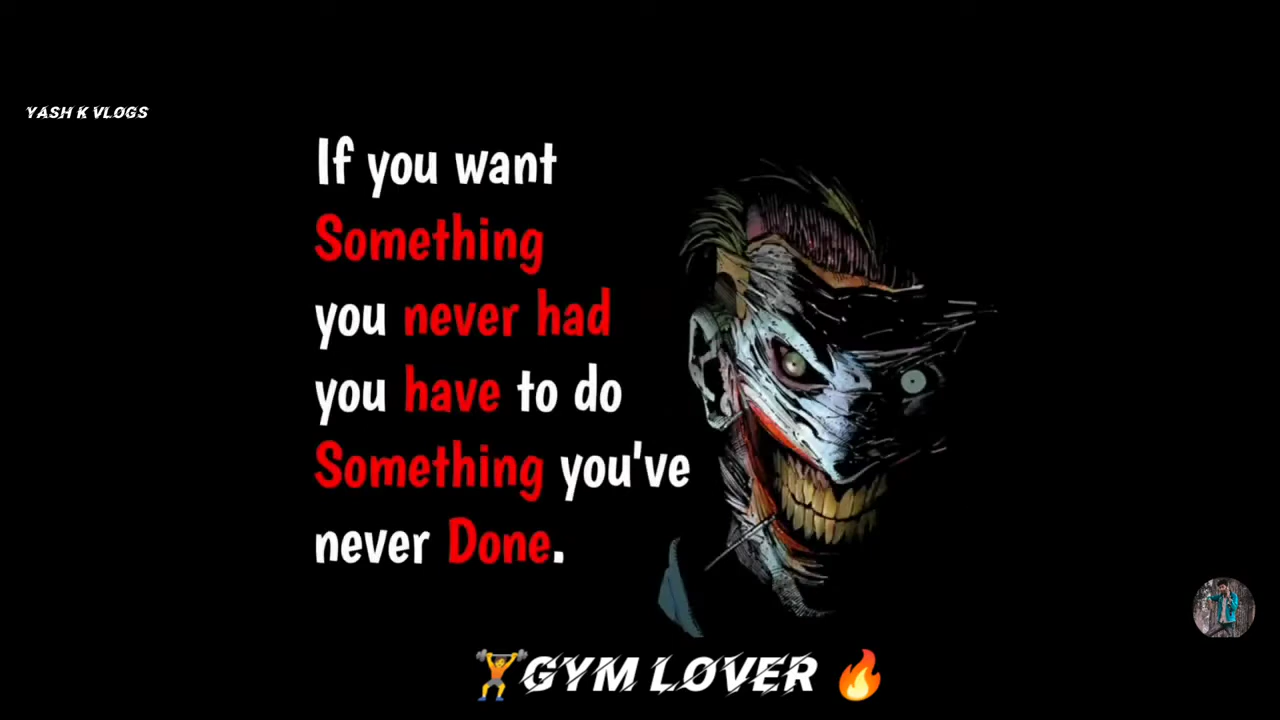 YASH K VLOGS
If you want
Something
you never had
you have to do
Something you've
never Done.
🏋️GYM LOVER 🔥